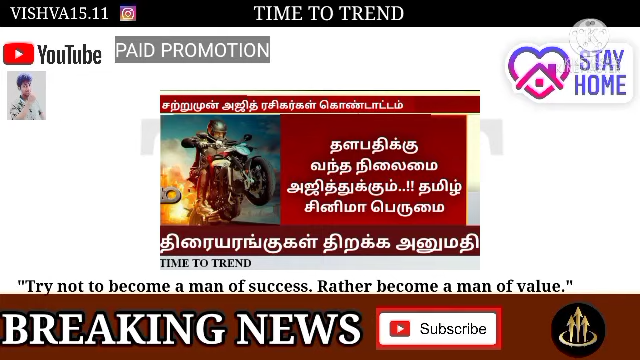 VISHVA15.11
TIME TO TREND
YouTube
PAID PROMOTION
STAY
HOME
சற்றுமுன் அஜித் ரசிகர்கள் கொண்டாட்டம்
தளபதிக்கு
வந்த நிலைமை
அஜித்துக்கும்..!! தமிழ்
சினிமா பெருமை
திரையரங்குகள் திறக்க அனுமதி
TIME TO TREND
"Try not to become a man of success. Rather become a man of value."
BREAKING NEWS
Subscribe